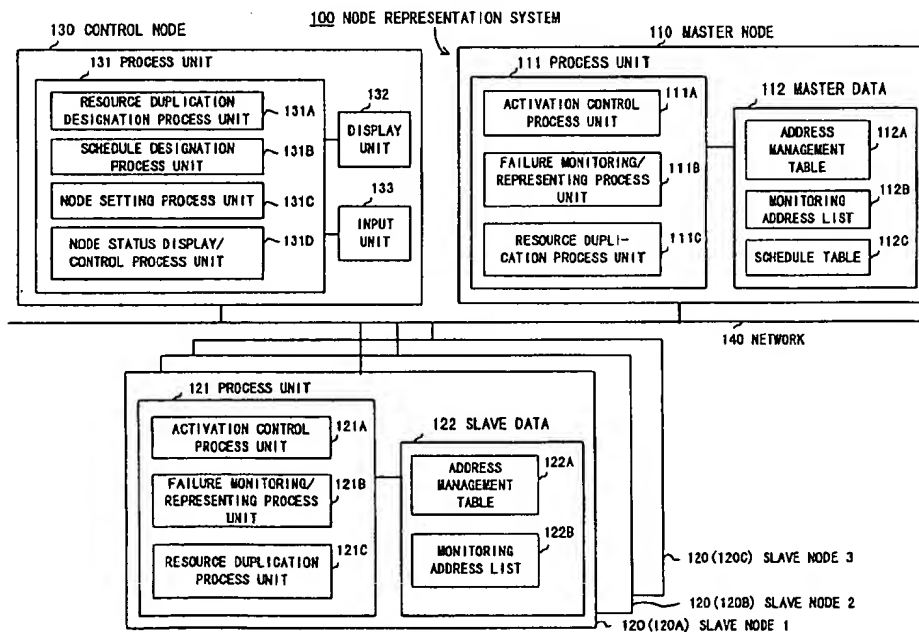 100 NODE REPRESENTATION SYSTEM
130 CONTROL NODE
131 PROCESS UNIT
RESOURCE DUPLICATION
DESIGNATION PROCESS UNIT
131A
SCHEDULE DESIGNATION
PROCESS UNIT
131B
NODE SETTING PROCESS UNIT
131C
NODE STATUS DISPLAY/
CONTROL PROCESS UNIT
131D
132
DISPLAY
UNIT
133
INPUT
UNIT
110 MASTER NODE
111 PROCESS UNIT
ACTIVATION CONTROL
PROCESS UNIT
111A
FAILURE MONITORING/
REPRESENTING PROCESS
UNIT
111B
RESOURCE DUPLI-
CATION PROCESS UNIT
111C
112 MASTER DATA
ADDRESS
MANAGEMENT
TABLE
112A
MONITORING
ADDRESS LIST
112B
SCHEDULE TABLE
112C
140 NETWORK
121 PROCESS UNIT
ACTIVATION CONTROL
PROCESS UNIT
121A
FAILURE MONITORING/
REPRESENTING PROCESS
UNIT
121B
RESOURCE DUPLICATION
PROCESS UNIT
121C
122 SLAVE DATA
ADDRESS
MANAGEMENT
TABLE
122A
MONITORING
ADDRESS LIST
122B
120(120C) SLAVE NODE 3
120(120B) SLAVE NODE 2
120(120A) SLAVE NODE 1